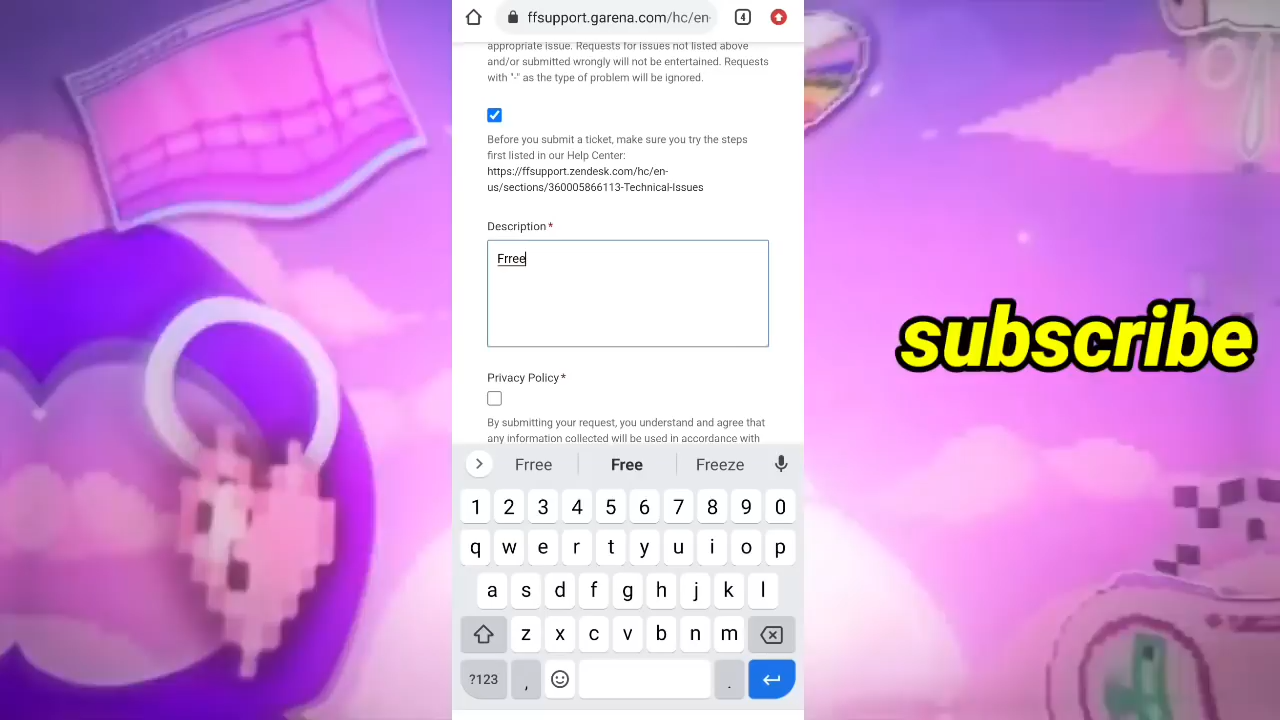 ffsupport.garena.com/hc/en-
4
appropriate issue. Requests for issues not listed above
and/or submitted wrongly will not be entertained. Requests
with "-" as the type of problem will be ignored.
Before you submit a ticket, make sure you try the steps
first listed in our Help Center:
https://ffsupport.zendesk.com/hc/en-
us/sections/360005866113-Technical-Issues
Description*
Frree
subscribe
Privacy Policy*
By submitting your request, you understand and agree that
any information collected will be used in accordance with
Frree Free Freeze
1 2 3 4 5 6 7 8 9 0
q w e r t y u i o p
a s d f g h j k l
z x c v b n m
?123 , .